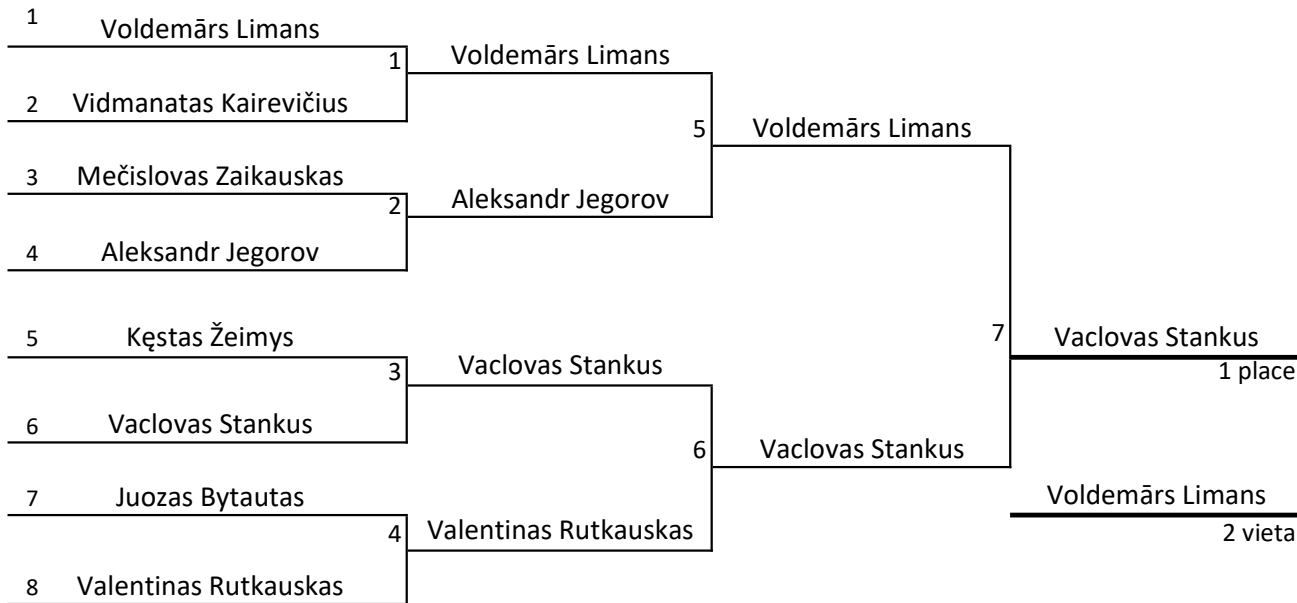 1 Voldemārs Limans
1 Voldemārs Limans
2 Vidmanatas Kairevičius
5 Voldemārs Limans
3 Mečislovas Zaikauskas
2 Aleksandr Jegorov
4 Aleksandr Jegorov
5 Kęstas Žeimys
7 Vaclovas Stankus
1 place
3 Vaclovas Stankus
6 Vaclovas Stankus
6 Vaclovas Stankus
7 Juozas Bytautas
Voldemārs Limans
2 vieta
4 Valentinas Rutkauskas
8 Valentinas Rutkauskas